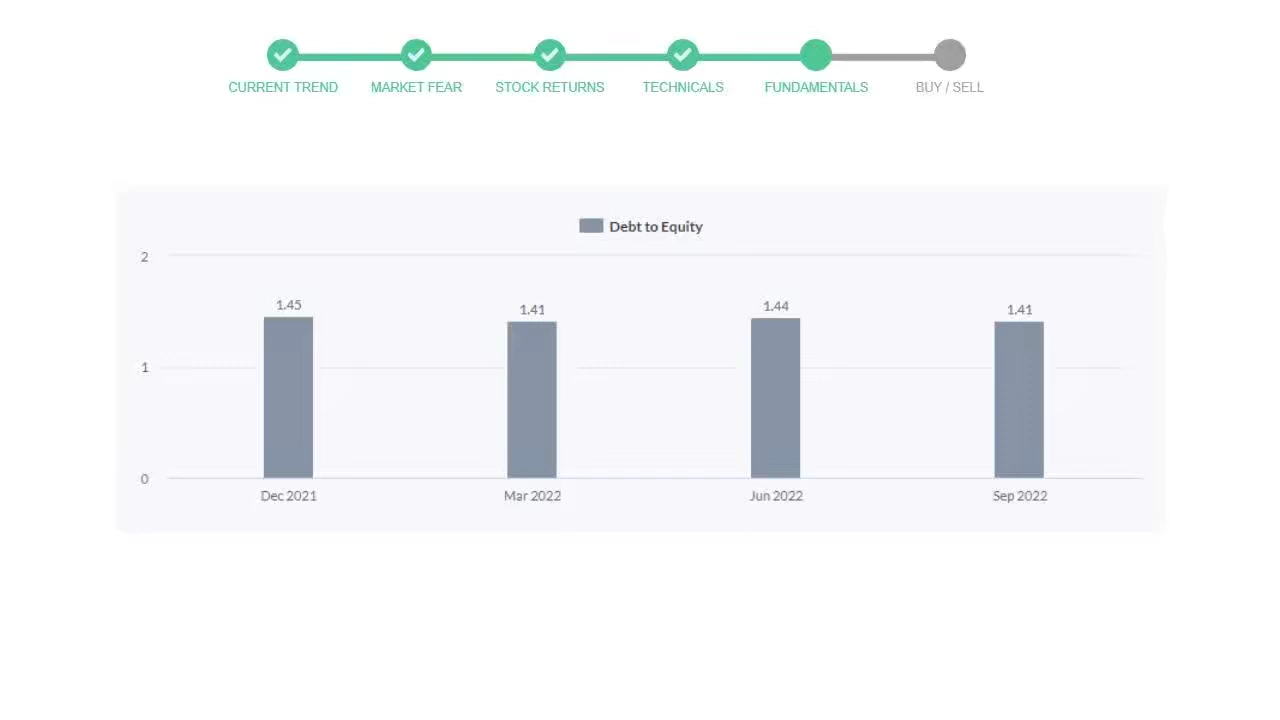 CURRENT TREND MARKET FEAR STOCK RETURNS TECHNICALS FUNDAMENTALS BUY / SELL
Debt to Equity
2
1.45 1.41 1.44 1.41
1
0
Dec 2021 Mar 2022 Jun 2022 Sep 2022